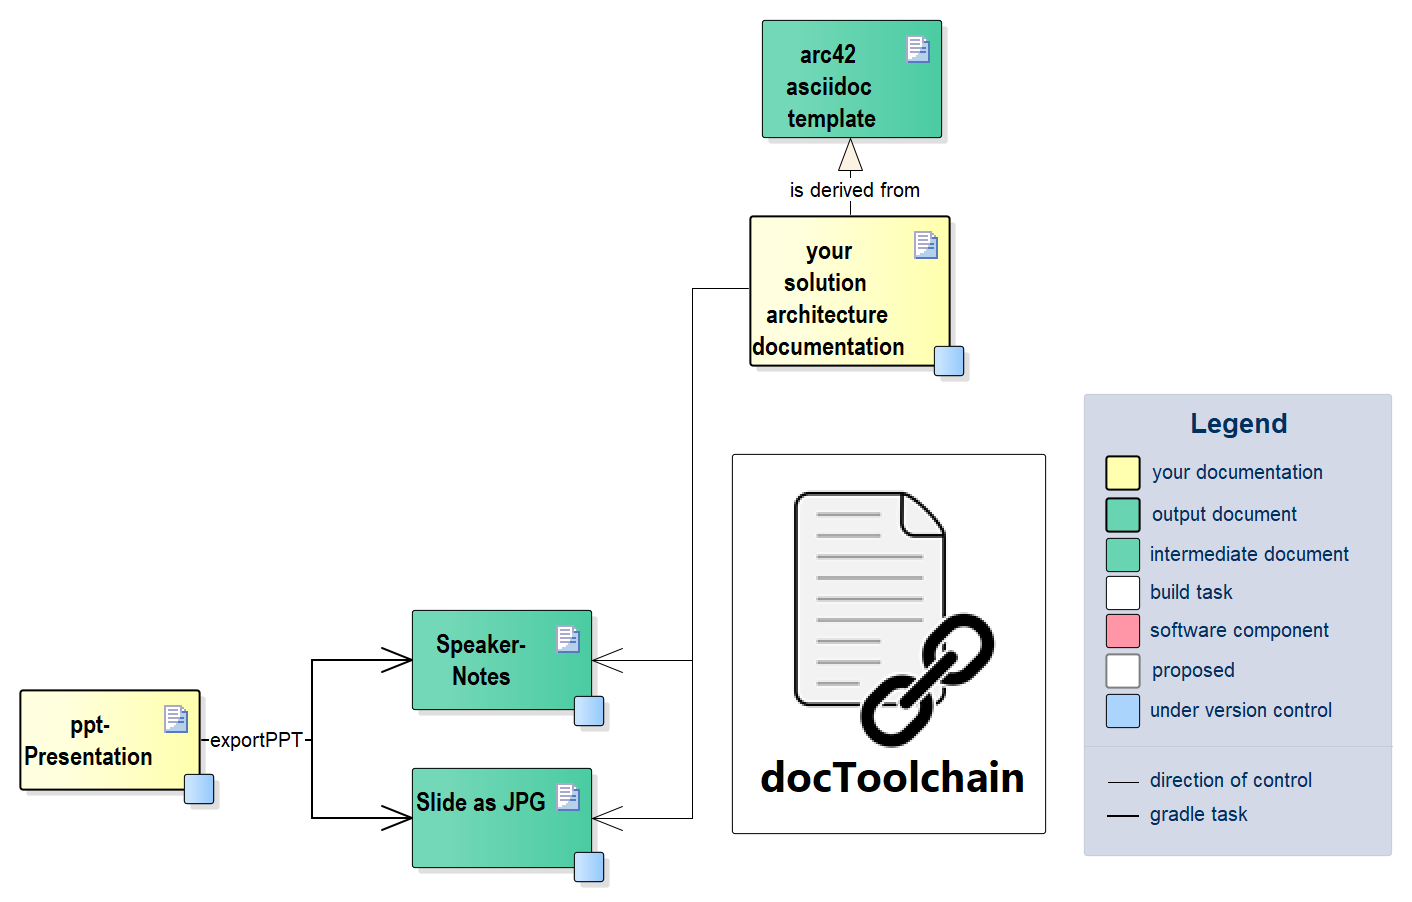 arc42
asciidoc
template
is derived from
your
solution
architecture
documentation
Speaker-
Notes
ppt-
Presentation
exportPPT
Slide as JPG
docToolchain
Legend
your documentation
output document
intermediate document
build task
software component
proposed
under version control
direction of control
gradle task